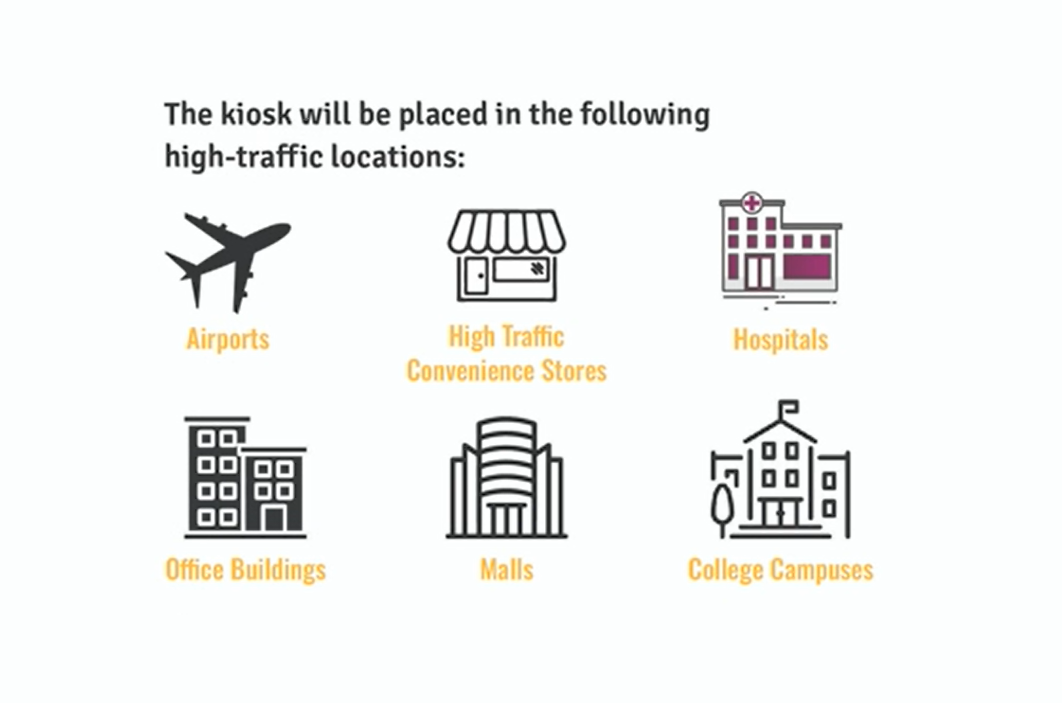 The kiosk will be placed in the following
high-traffic locations:
Airports
High Traffic
Convenience Stores
Hospitals
Office Buildings
Malls
College Campuses